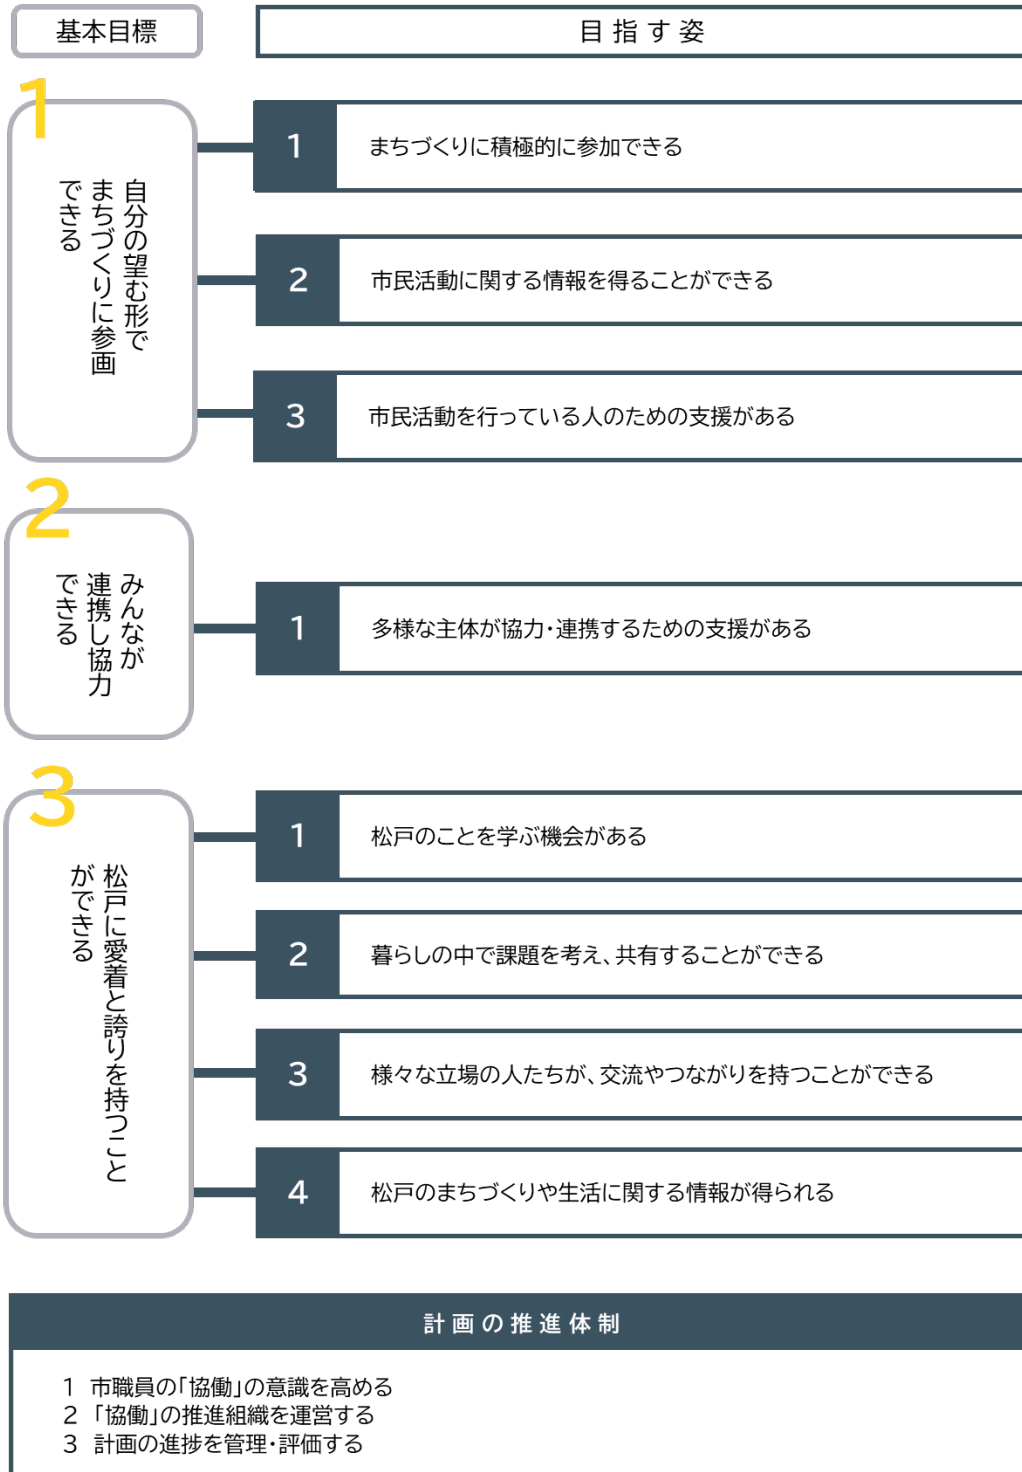 基本目標
目指す姿
1
自分の望む形で
まちづくりに参画
できる
1
まちづくりに積極的に参加できる
2
市民活動に関する情報を得ることができる
3
市民活動を行っている人のための支援がある
2
みんなが
連携し協力
できる
1
多様な主体が協力・連携するための支援がある
3
松戸に愛着と誇りを持つこと
ができる
1
松戸のことを学ぶ機会がある
2
暮らしの中で課題を考え、共有することができる
3
様々な立場の人たちが、交流やつながりを持つことができる
4
松戸のまちづくりや生活に関する情報が得られる
計画の推進体制
1 市職員の「協働」の意識を高める
2 「協働」の推進組織を運営する
3 計画の進捗を管理・評価する